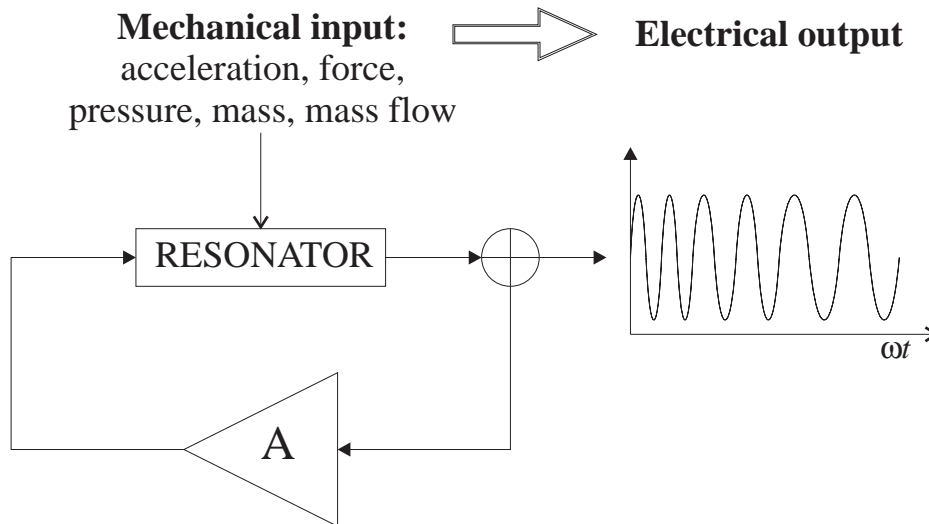 Mechanical input:
acceleration, force,
pressure, mass, mass flow
Electrical output
RESONATOR
ωt
A